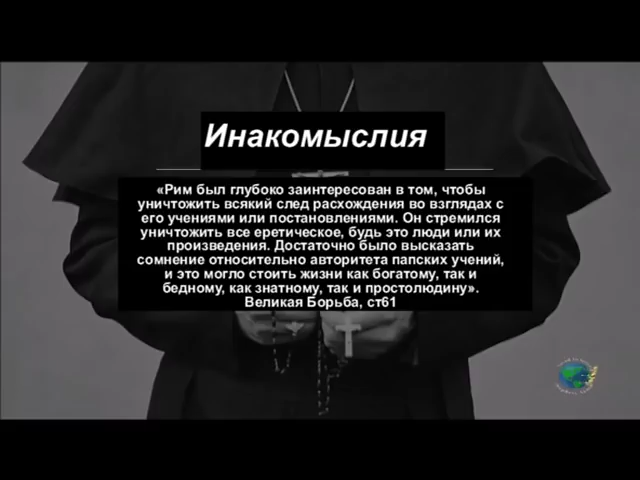 Инакомыслия
«Рим был глубоко заинтересован в том, чтобы
уничтожить всякий след расхождения во взглядах с
его учениями или постановлениями. Он стремился
уничтожить все еретическое, будь это люди или их
произведения. Достаточно было высказать
сомнение относительно авторитета папских учений,
и это могло стоить жизни как богатому, так и
бедному, как знатному, так и простолюдину».
Великая Борьба, ст61